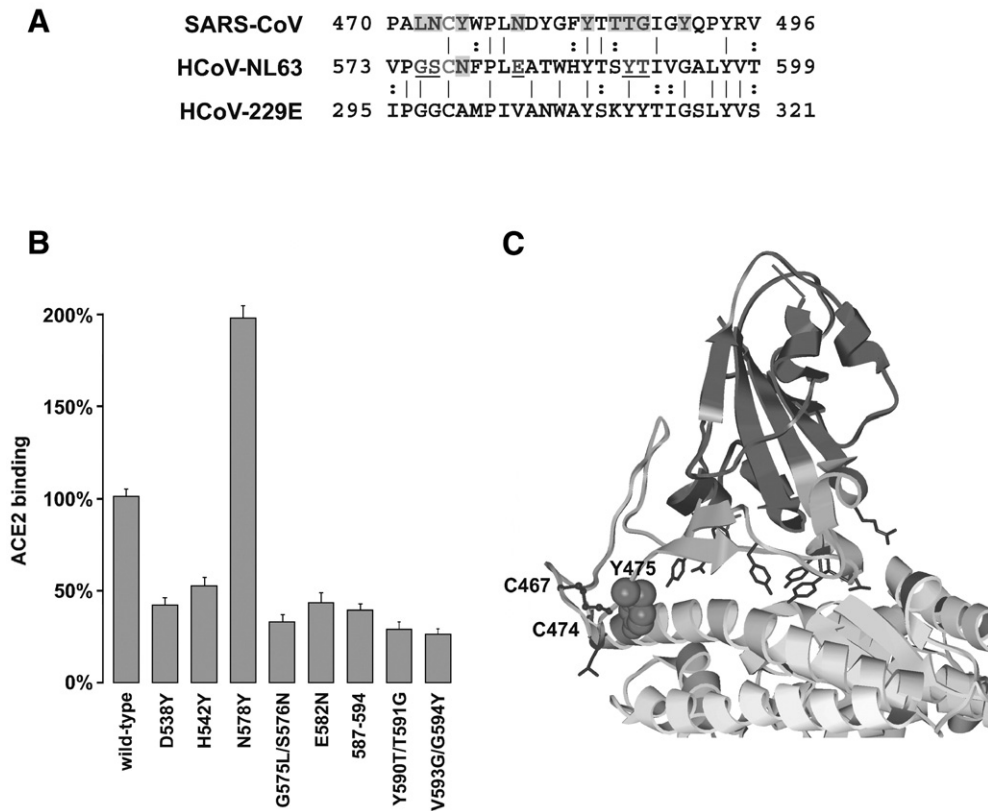 A
SARS-CoV 470 PALNCYWPLNDYGFYTTTGIGYQPYRV 496
| : | | : | | : | | :
HCoV-NL63 573 VPGSCNFPLEATWHYTSYTIVGALYVT 599
: | | | | | | | | : | : : | | | | :
HCoV-229E 295 IPGGCAMPIVANWAYSKYYTIGSLYVS 321
B
C
200%
150%
100%
50%
0%
ACE2 binding
wild-type
D538Y
H542Y
N578Y
G575L/S576N
E582N
587-594
Y590T/T591G
V593G/G594Y
Y475
C467
C474